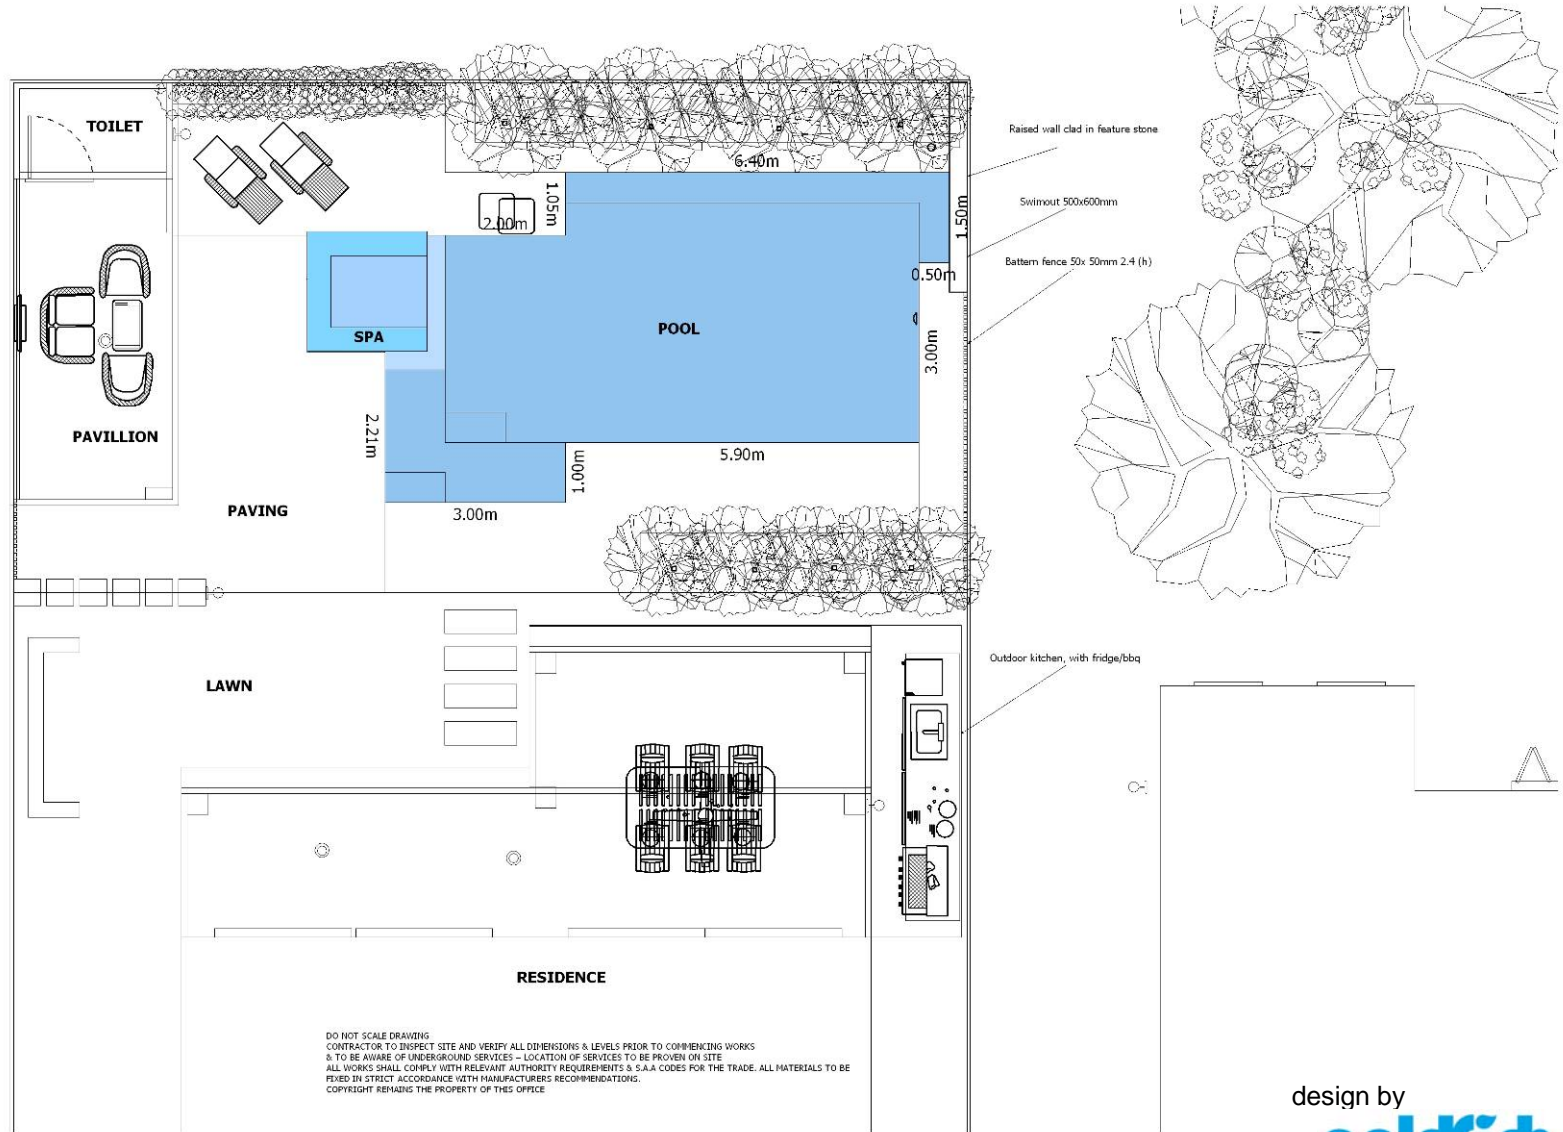 TOILET
Raised wall clad in feature stone
6.40m
1.05m
Swimout 500x600mm
1.50m
2.00m
Battern fence 50x 50mm 2.4 (h)
0.50m
SPA
POOL
3.00m
PAVILLION
2.21m
5.90m
1.00m
PAVING
3.00m
Outdoor kitchen, with fridge/bbq
LAWN
RESIDENCE
DO NOT SCALE DRAWING
CONTRACTOR TO INSPECT SITE AND VERIFY ALL DIMENSIONS & LEVELS PRIOR TO COMMENCING WORKS
& TO BE AWARE OF UNDERGROUND SERVICES – LOCATION OF SERVICES TO BE PROVEN ON SITE
ALL WORKS SHALL COMPLY WITH RELEVANT AUTHORITY REQUIREMENTS & S.A.A CODES FOR THE TRADE. ALL MATERIALS TO BE
FIXED IN STRICT ACCORDANCE WITH MANUFACTURERS RECOMMENDATIONS.
COPYRIGHT REMAINS THE PROPERTY OF THIS OFFICE
design by